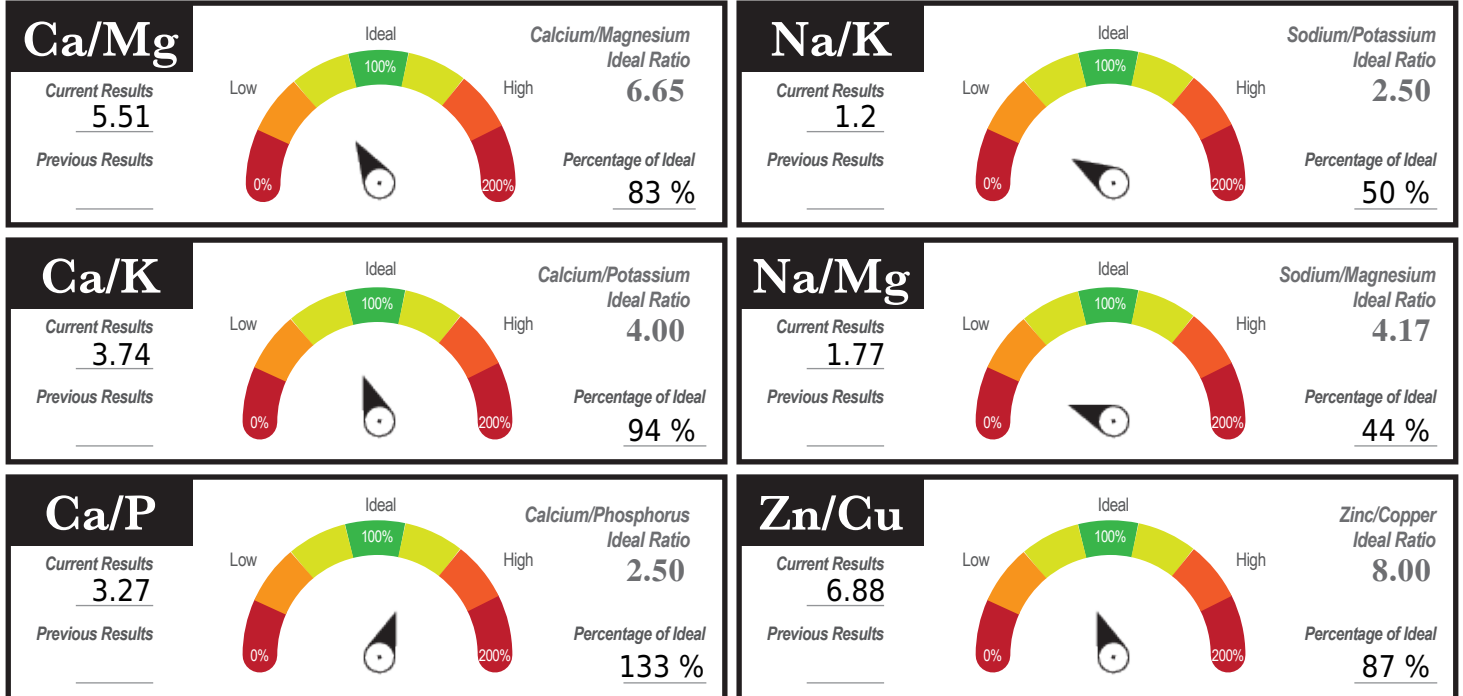 Ca/Mg
Current Results
5.51
Previous Results
Ideal
Low
High
100%
0%
200%
Calcium/Magnesium
Ideal Ratio
6.65
Percentage of Ideal
83 %
Na/K
Current Results
1.2
Previous Results
Ideal
Low
High
100%
0%
200%
Sodium/Potassium
Ideal Ratio
2.50
Percentage of Ideal
50 %
Ca/K
Current Results
3.74
Previous Results
Ideal
Low
High
100%
0%
200%
Calcium/Potassium
Ideal Ratio
4.00
Percentage of Ideal
94 %
Na/Mg
Current Results
1.77
Previous Results
Ideal
Low
High
100%
0%
200%
Sodium/Magnesium
Ideal Ratio
4.17
Percentage of Ideal
44 %
Ca/P
Current Results
3.27
Previous Results
Ideal
Low
High
100%
0%
200%
Calcium/Phosphorus
Ideal Ratio
2.50
Percentage of Ideal
133 %
Zn/Cu
Current Results
6.88
Previous Results
Ideal
Low
High
100%
0%
200%
Zinc/Copper
Ideal Ratio
8.00
Percentage of Ideal
87 %